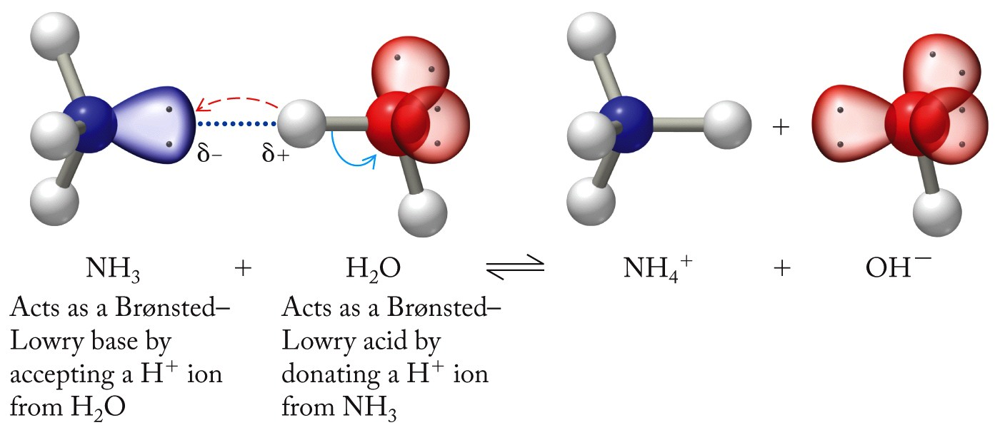 δ– δ+
+
NH₃ + H₂O ⇌ NH₄⁺ + OH⁻
Acts as a Brønsted–
Lowry base by
accepting a H⁺ ion
from H₂O
Acts as a Brønsted–
Lowry acid by
donating a H⁺ ion
from NH₃